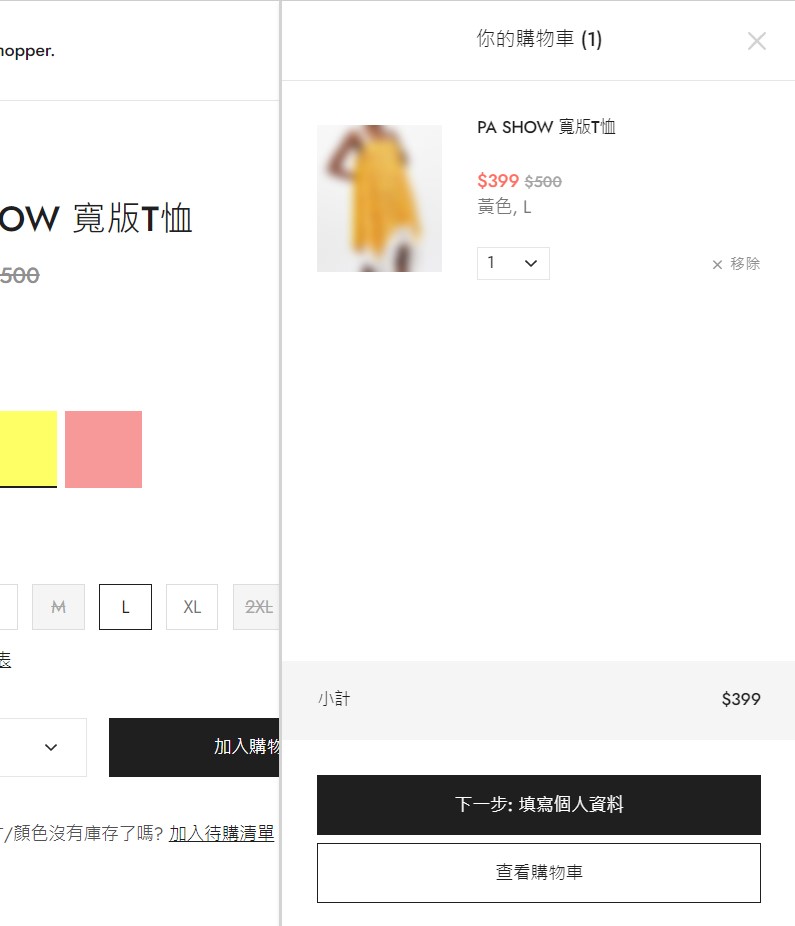 hopper.
OW 寬版T恤
500
M
L
XL
2XL
表
加入購物
/顏色沒有庫存了嗎? 加入待購清單
你的購物車 (1)
PA SHOW 寬版T恤
$399 $500
黃色, L
1
× 移除
小計
$399
下一步: 填寫個人資料
查看購物車